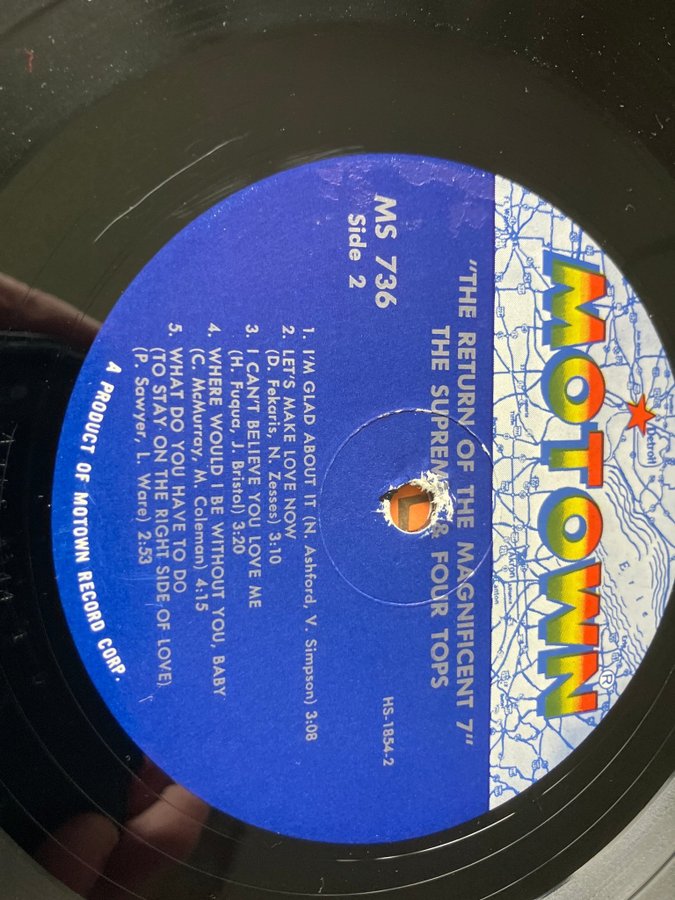 MOTOWN®
Detroit
Erie
"THE RETURN OF THE MAGNIFICENT 7"
THE SUPREM & FOUR TOPS
MS 736
Side 2
HS-1854-2
1. I'M GLAD ABOUT IT (N. Ashford, V. Simpson) 3:08
2. LET'S MAKE LOVE NOW
(D. Fekaris, N. Zesses) 3:10
3. I CAN'T BELIEVE YOU LOVE ME
(H. Fuqua, J. Bristol) 3:20
4. WHERE WOULD I BE WITHOUT YOU, BABY
(C. McMurray, M. Coleman) 4:15
5. WHAT DO YOU HAVE TO DO
(TO STAY ON THE RIGHT SIDE OF LOVE)
(P. Sawyer, L. Ware) 2:53
A PRODUCT OF MOTOWN RECORD CORP.